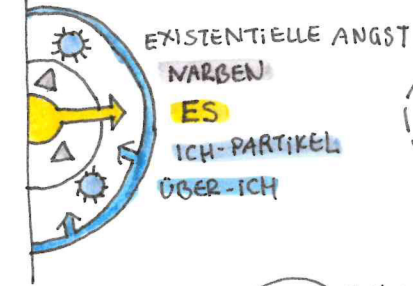 EXISTENTIELLE ANGST
NARBEN
ES
ICH-PARTIKEL
ÜBER-ICH